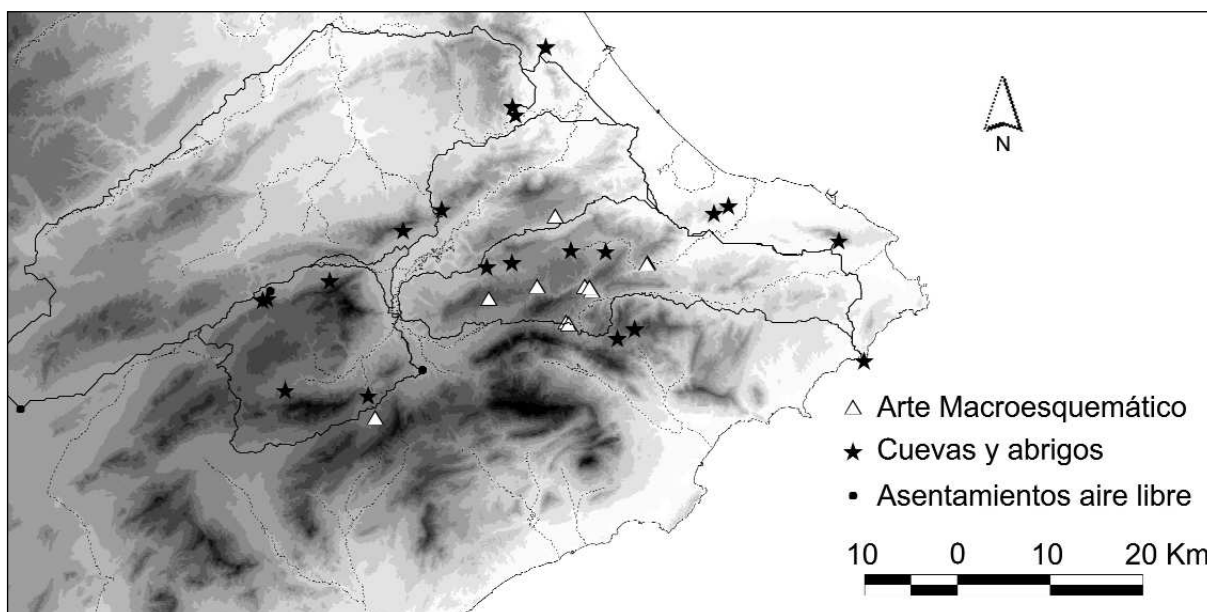 N
Arte Macroesquemático
Cuevas y abrigos
Asentamientos aire libre
10 0 10 20 Km